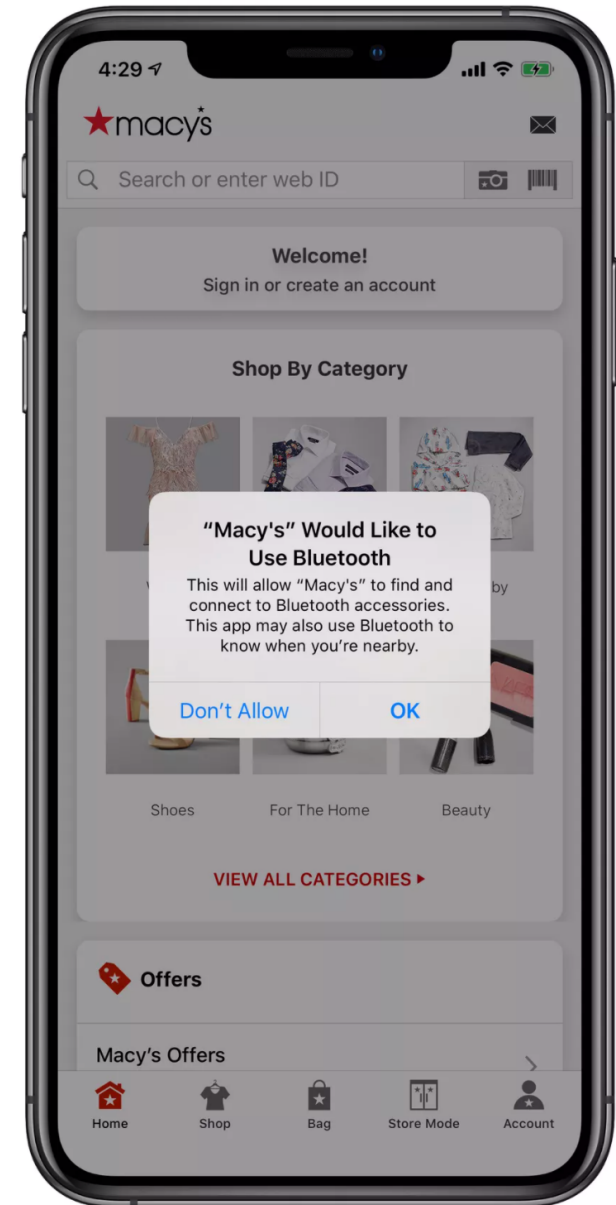 4:29
macy's
Search or enter web ID
Welcome!
Sign in or create an account
Shop By Category
“Macy's” Would Like to
Use Bluetooth
This will allow “Macy's” to find and
connect to Bluetooth accessories.
This app may also use Bluetooth to
know when you’re nearby.
Don’t Allow
OK
Shoes
For The Home
Beauty
VIEW ALL CATEGORIES
Offers
Macy’s Offers
Home
Shop
Bag
Store Mode
Account